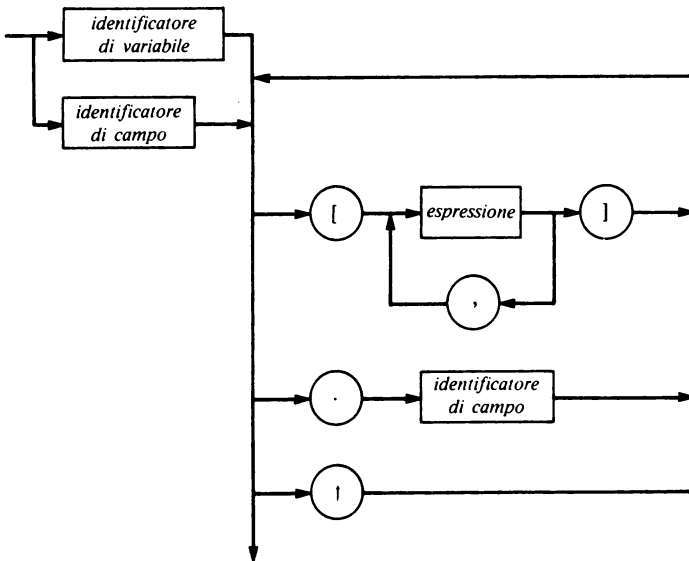 identificatore
di variabile
identificatore
di campo
[
espressione
]
,
.
identificatore
di campo
↑